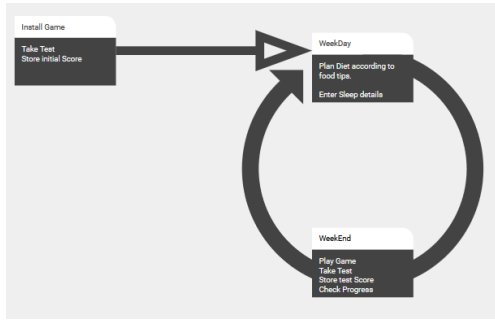 Install Game
Take Test
Store initial Score
WeekDay
Plan Diet according to
food tips.
Enter Sleep details
WeekEnd
Play Game
Take Test
Store test Score
Check Progress